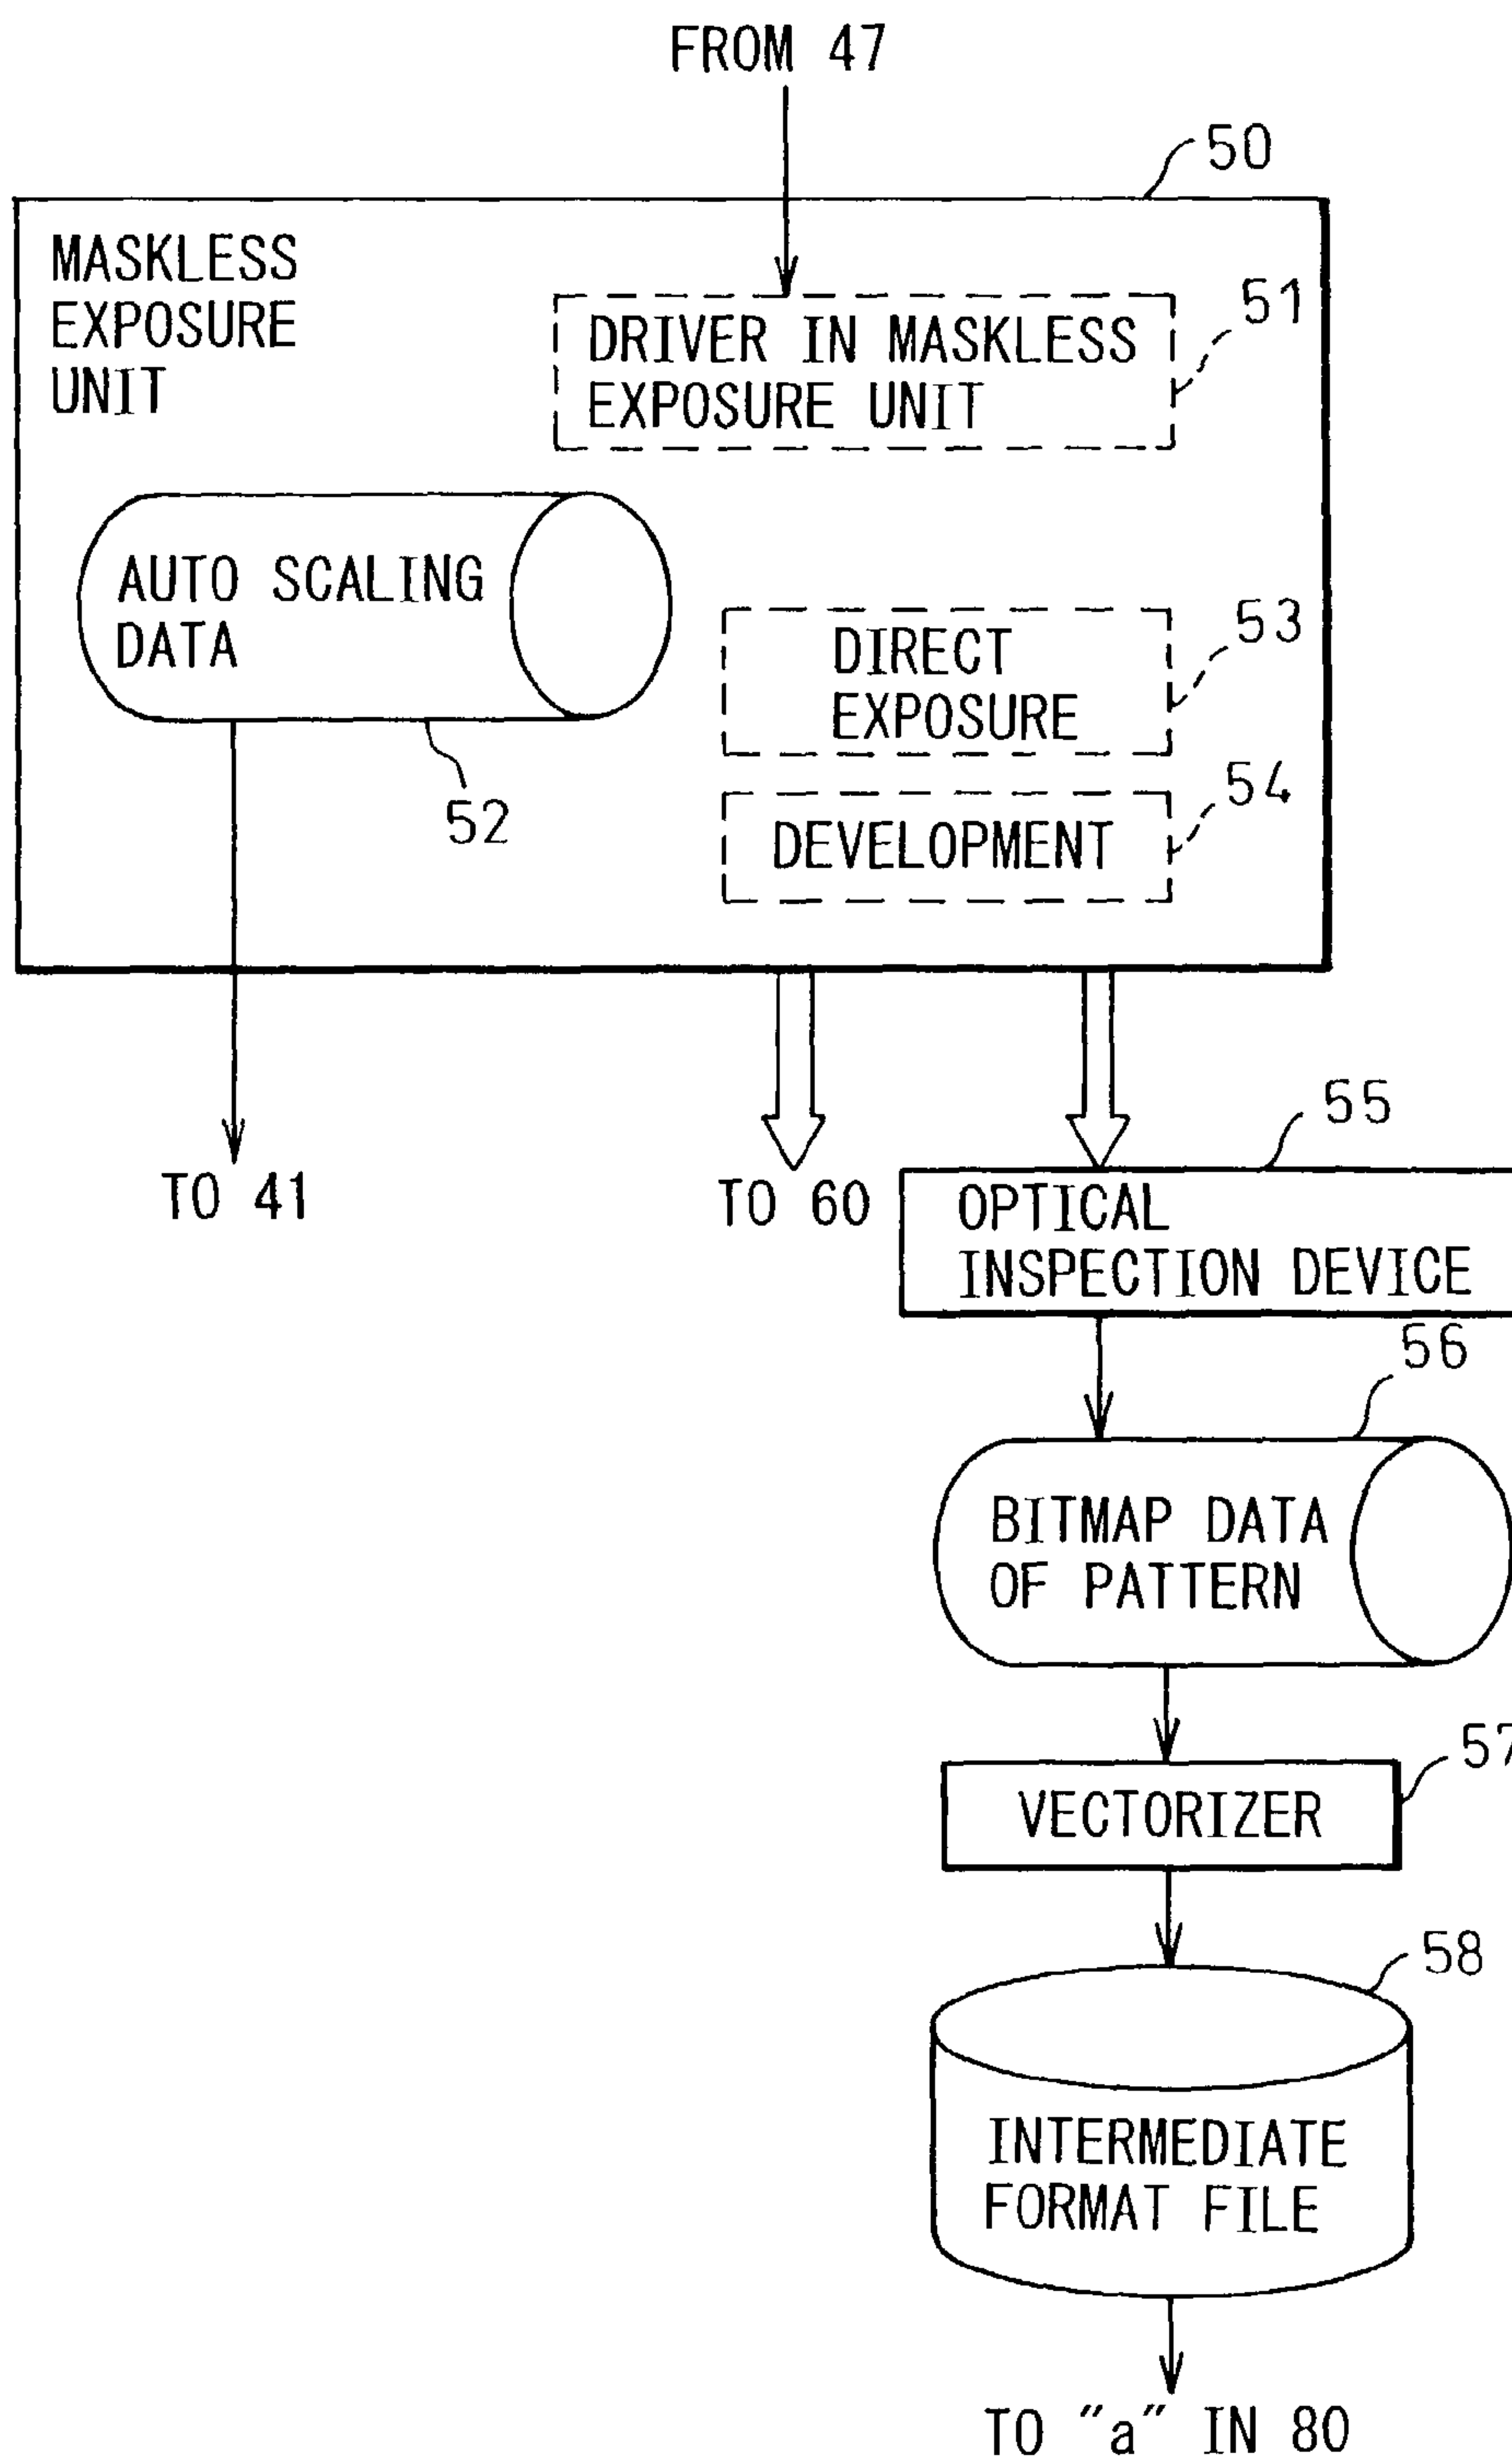 FROM 47
50
MASKLESS
EXPOSURE
UNIT
51
DRIVER IN MASKLESS
EXPOSURE UNIT
AUTO SCALING
DATA
52
53
DIRECT
EXPOSURE
54
DEVELOPMENT
TO 41
TO 60
55
OPTICAL
INSPECTION DEVICE
56
BITMAP DATA
OF PATTERN
57
VECTORIZER
58
INTERMEDIATE
FORMAT FILE
TO "a" IN 80